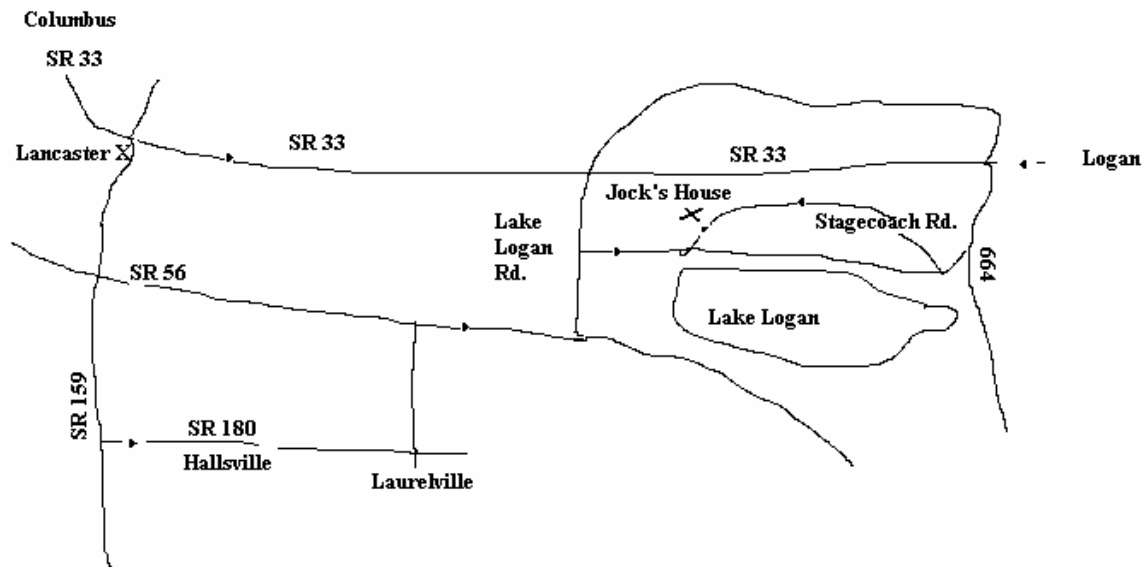 Columbus
SR 33
Lancaster X
SR 33
SR 33
Logan
Jock's House
X
Lake
Logan
Rd.
Stagecoach Rd.
664
SR 56
Lake Logan
SR 159
SR 180
Hallsville
Laurelville